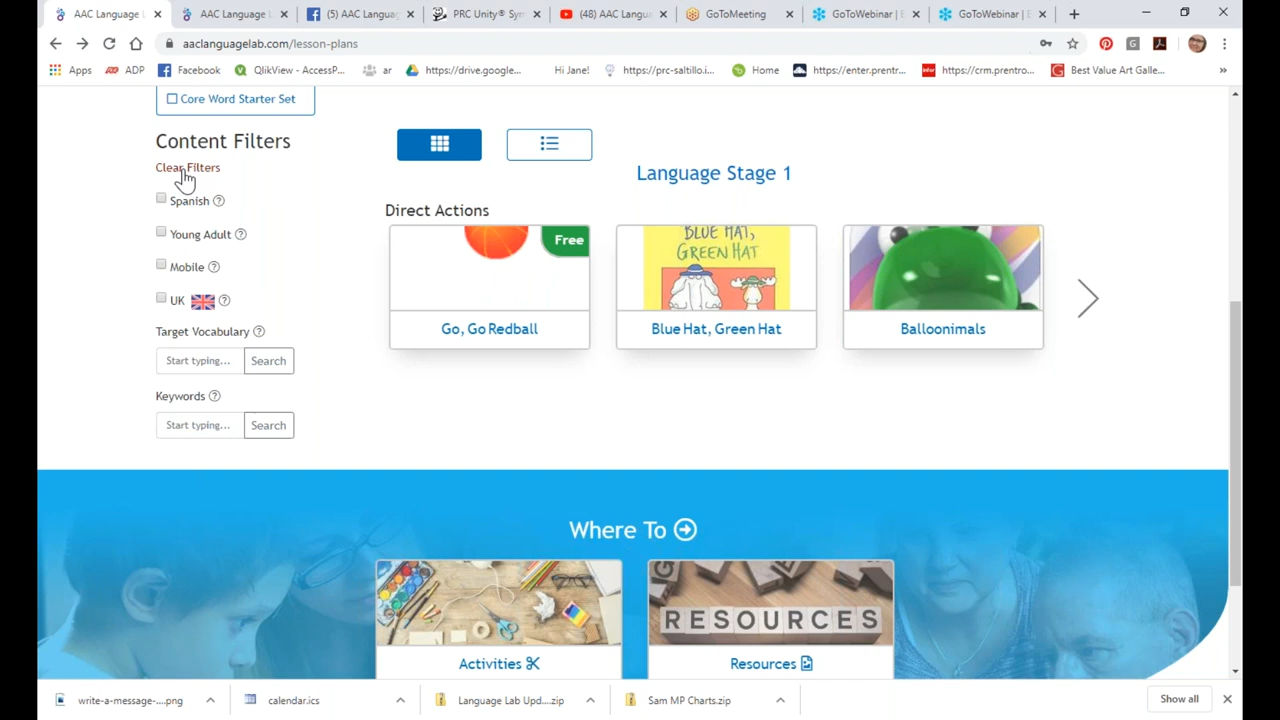 AAC Language L
AAC Language L
(5) AAC Languag
PRC Unity® Sym
(48) AAC Langua
GoToMeeting
GoToWebinar | E
GoToWebinar | E
aaclanguagelab.com/lesson-plans
Apps
ADP
Facebook
QlikView - AccessP...
ar
https://drive.google...
Hi Jane!
https://prc-saltillo.i...
Home
https://enter.prentr...
https://crm.prentro...
Best Value Art Galle...
Core Word Starter Set
Content Filters
Clear Filters
Spanish
Young Adult
Mobile
UK
Target Vocabulary
Start typing...
Search
Keywords
Start typing...
Search
Language Stage 1
Direct Actions
Free
Go, Go Redball
BLUE HAT,
GREEN HAT
Blue Hat, Green Hat
Balloonimals
Where To
Activities
RESOURCES
Resources
write-a-message-....png
calendar.ics
Language Lab Upd....zip
Sam MP Charts.zip
Show all